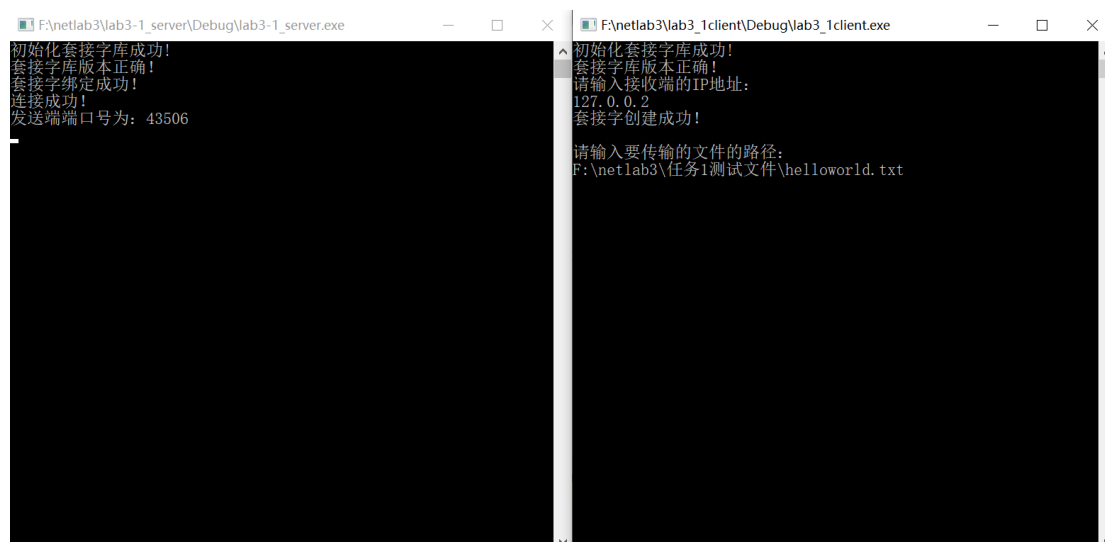 F:\netlab3\lab3-1_server\Debug\lab3-1_server.exe
初始化套接字库成功!
套接字库版本正确!
套接字绑定成功!
连接成功!
发送端端口号为: 43506
F:\netlab3\lab3_1client\Debug\lab3_1client.exe
初始化套接字库成功!
套接字库版本正确!
请输入接收端的IP地址:
127.0.0.2
套接字创建成功!
请输入要传输的文件的路径:
F:\netlab3\任务1测试文件\helloworld.txt